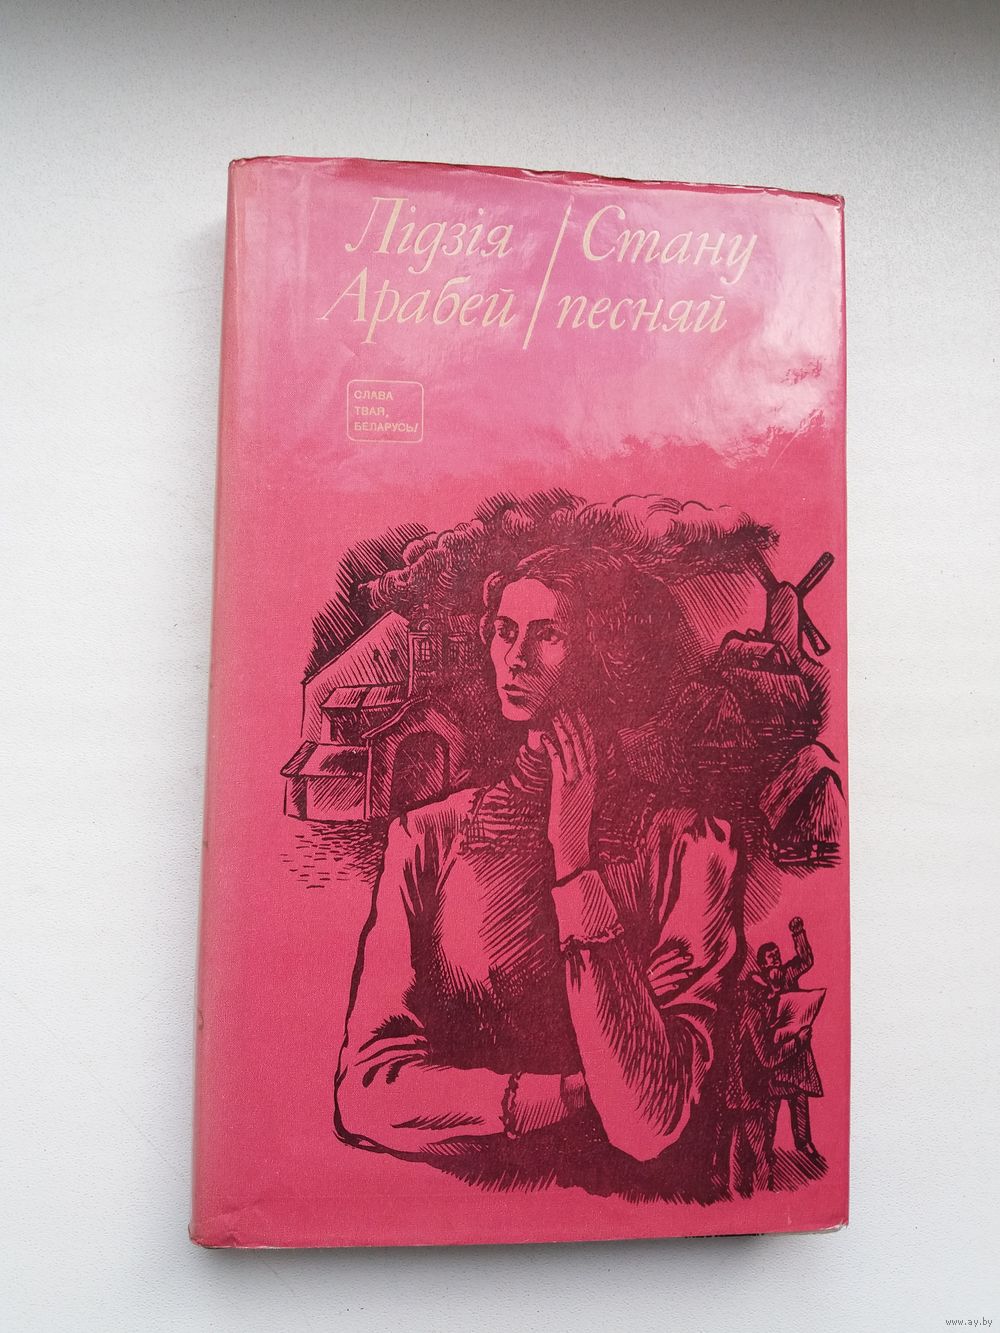 Лідзія
Арабей
Стану
песняй
СЛАВА
ТВАЯ,
БЕЛАРУСЬ!
www.ay.by